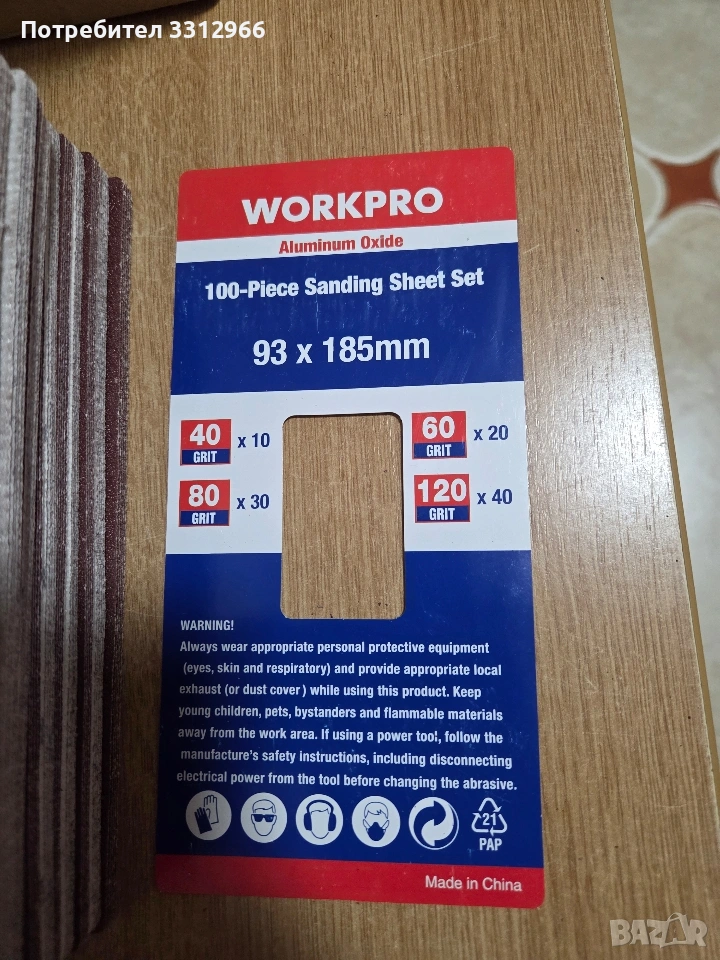 Потребител 3312966
WORKPRO
Aluminum Oxide
100-Piece Sanding Sheet Set
93 x 185mm
40 GRIT x 10
60 GRIT x 20
80 GRIT x 30
120 GRIT x 40
WARNING!
Always wear appropriate personal protective equipment
(eyes, skin and respiratory) and provide appropriate local
exhaust (or dust cover) while using this product. Keep
young children, pets, bystanders and flammable materials
away from the work area. If using a power tool, follow the
manufacture's safety instructions, including disconnecting
electrical power from the tool before changing the abrasive.
21
PAP
Made in China
BAZAR